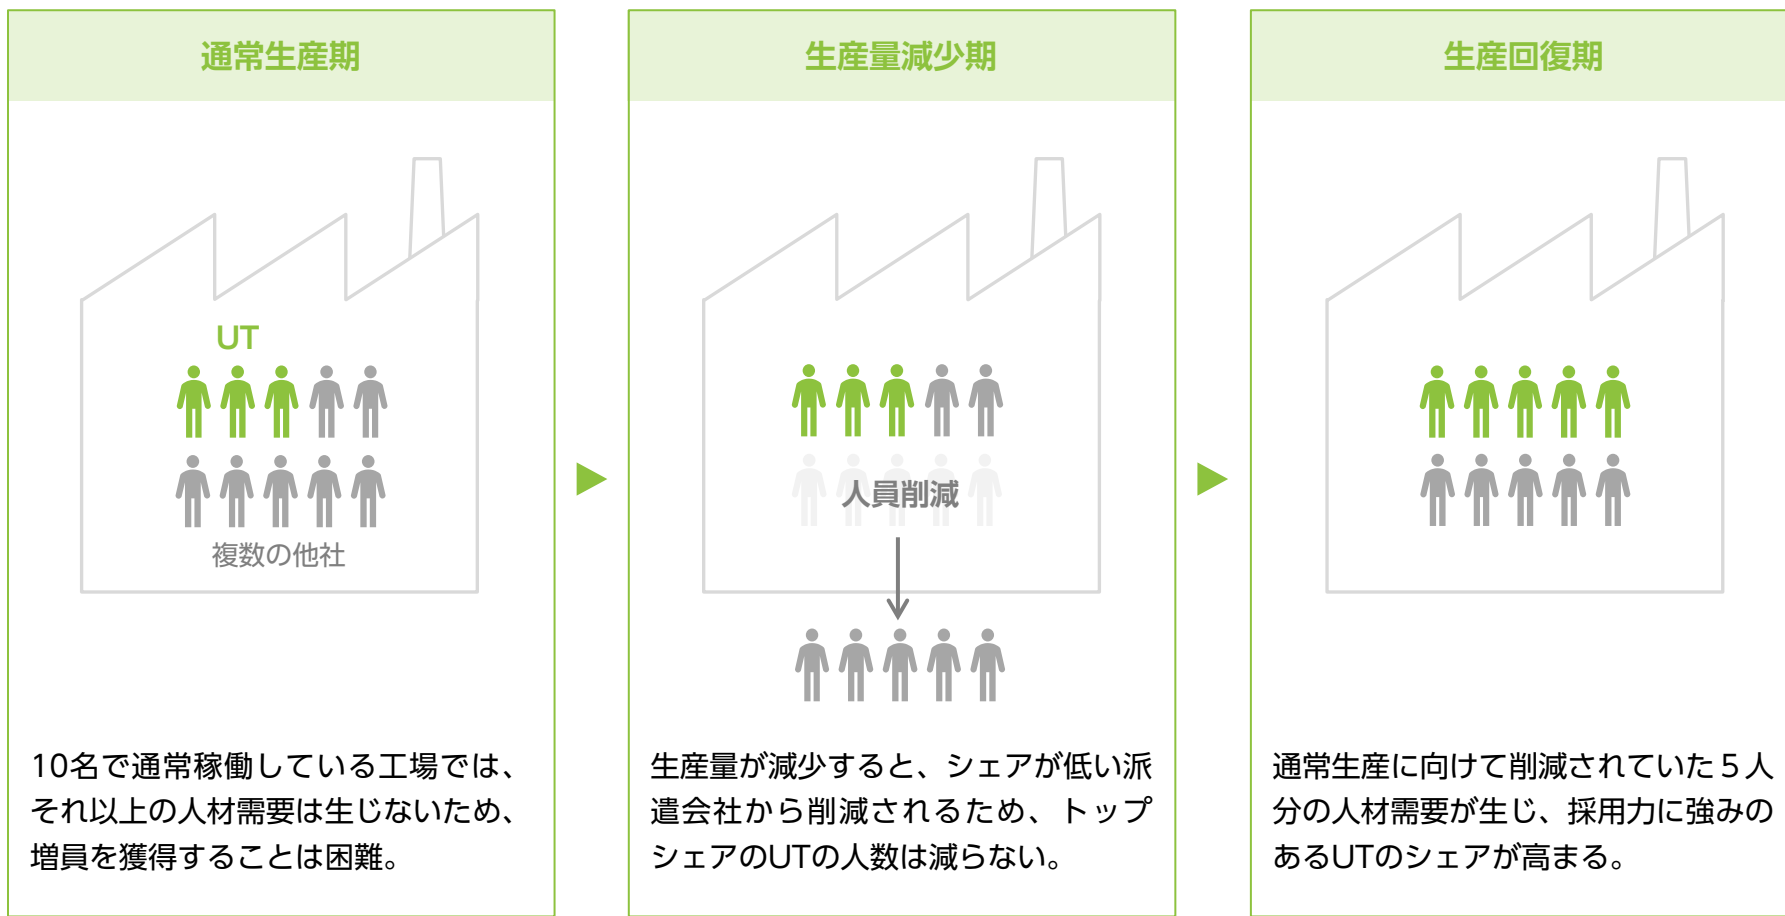 通常生産期
UT
複数の他社
10名で通常稼働している工場では、
それ以上の人材需要は生じないため、
増員を獲得することは困難。
生産量減少期
人員削減
生産量が減少すると、シェアが低い派
遣会社から削減されるため、トップ
シェアのUTの人数は減らない。
生産回復期
通常生産に向けて削減されていた５人
分の人材需要が生じ、採用力に強みの
あるUTのシェアが高まる。